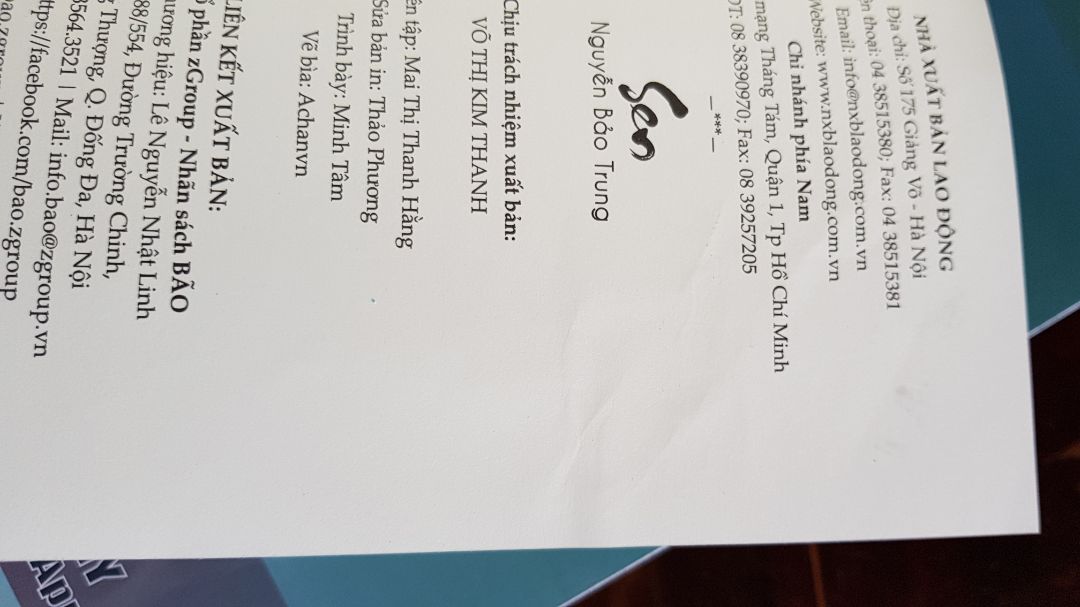 NHÀ XUẤT BẢN LAO ĐỘNG
Địa chỉ: Số 175 Giảng Võ - Hà Nội
thoại: 04 38515380; Fax: 04 38515381
Email: info@nxblaodong.com.vn
Website: www.nxblaodong.com.vn
Chi nhánh phía Nam
mạng Tháng Tám, Quận 1, Tp Hồ Chí Minh
ĐT: 08 38390970; Fax: 08 39257205
_***_
Sen
Nguyễn Bảo Trung
Chịu trách nhiệm xuất bản:
VÕ THỊ KIM THANH
tập: Mai Thị Thanh Hằng
Sửa bản in: Thảo Phương
Trình bày: Minh Tâm
Vẽ bìa: Achanvn
LIÊN KẾT XUẤT BẢN:
phần zGroup - Nhãn sách BÃO
hiệu: Lê Nguyễn Nhật Linh
88/554, Đường Trường Chinh,
Thượng, Q. Đống Đa, Hà Nội
3564.3521 | Mail: info.bao@zgroup.vn
ttps://facebook.com/bao.zgroup